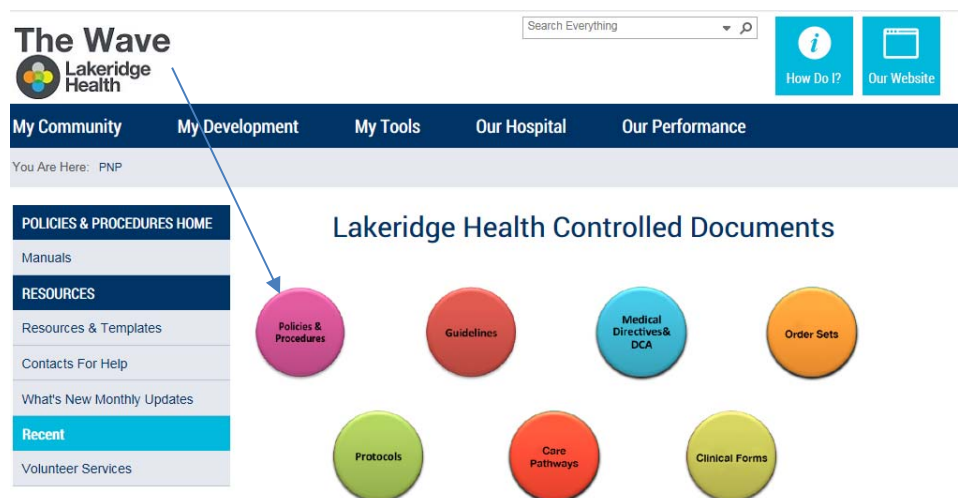 The Wave
Lakeridge
Health
Search Everything
How Do I?
Our Website
My Community
My Development
My Tools
Our Hospital
Our Performance
You Are Here: PNP
POLICIES & PROCEDURES HOME
Manuals
RESOURCES
Resources & Templates
Contacts For Help
What's New Monthly Updates
Recent
Volunteer Services
Lakeridge Health Controlled Documents
Policies &
Procedures
Guidelines
Medical
Directives&
DCA
Order Sets
Protocols
Care
Pathways
Clinical Forms